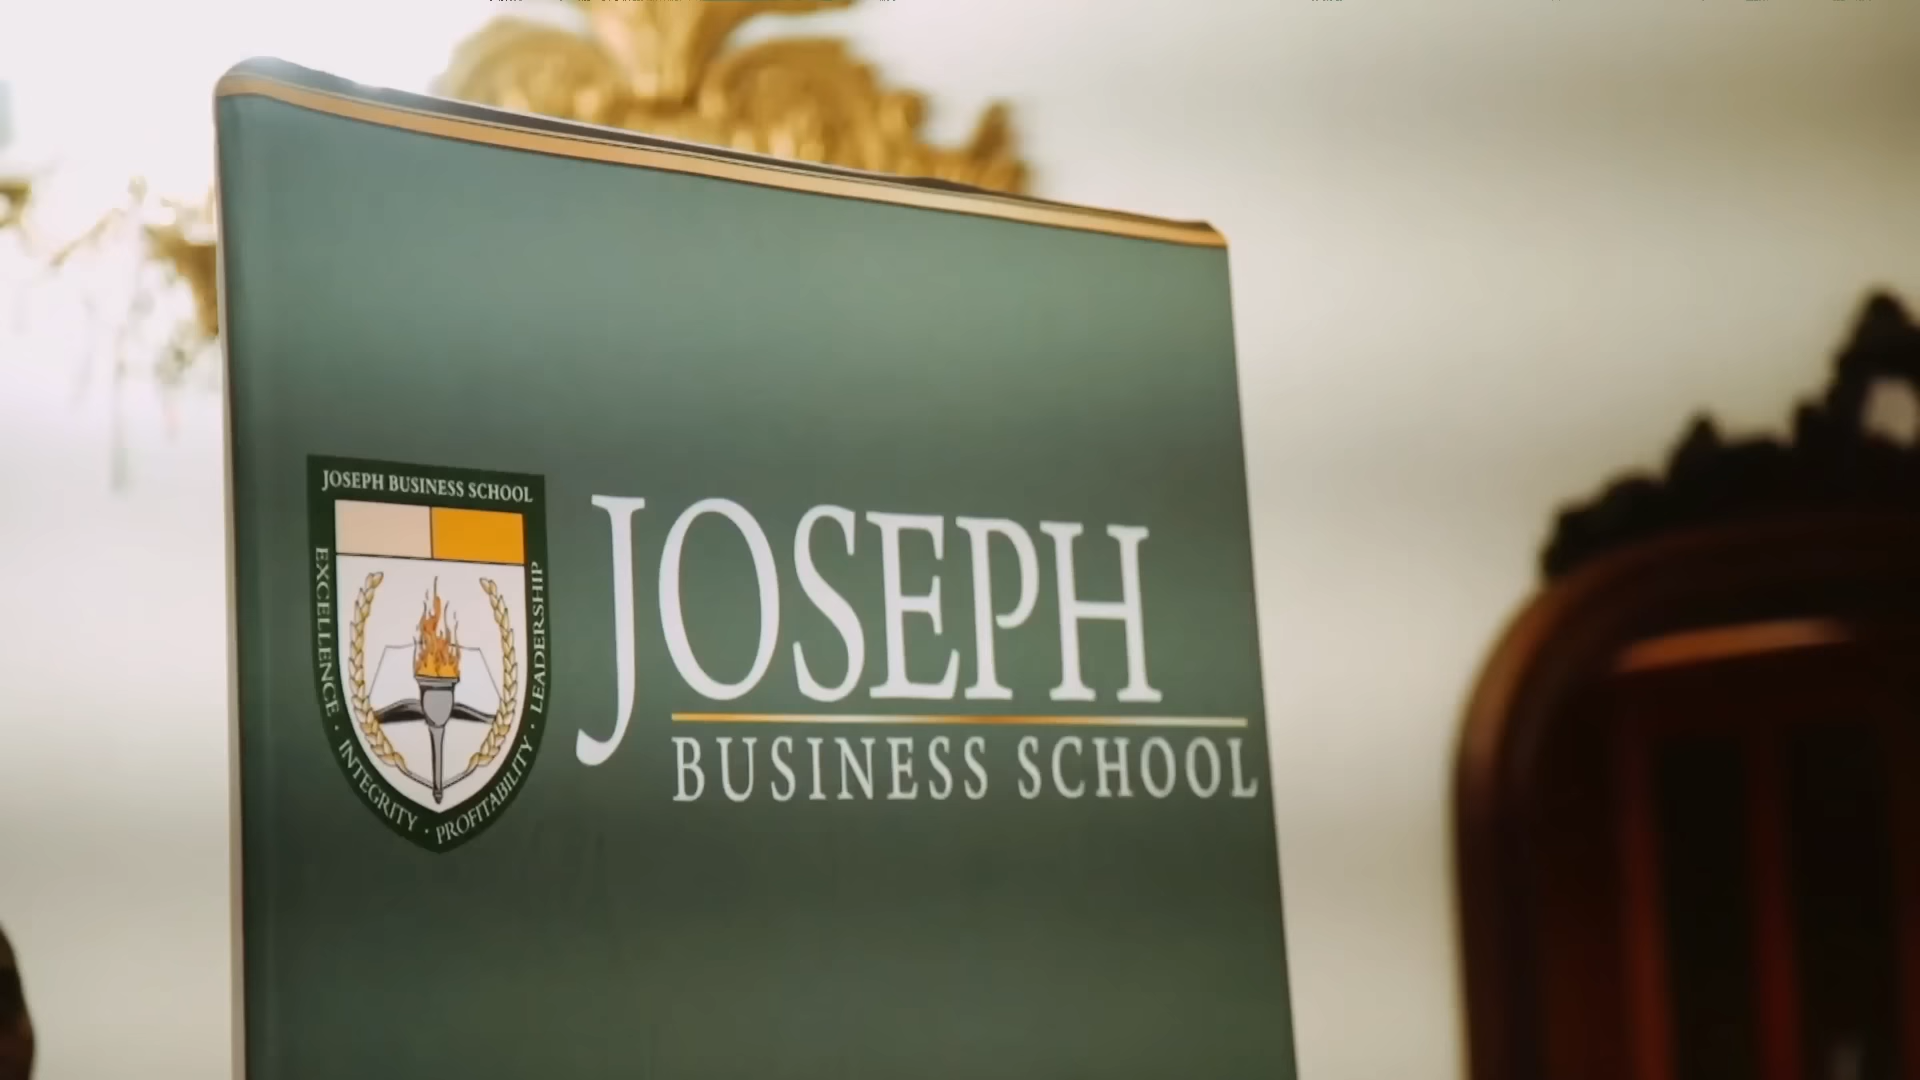 JOSEPH BUSINESS SCHOOL
EXCELLENCE · INTEGRITY · PROFITABILITY · LEADERSHIP
JOSEPH
BUSINESS SCHOOL